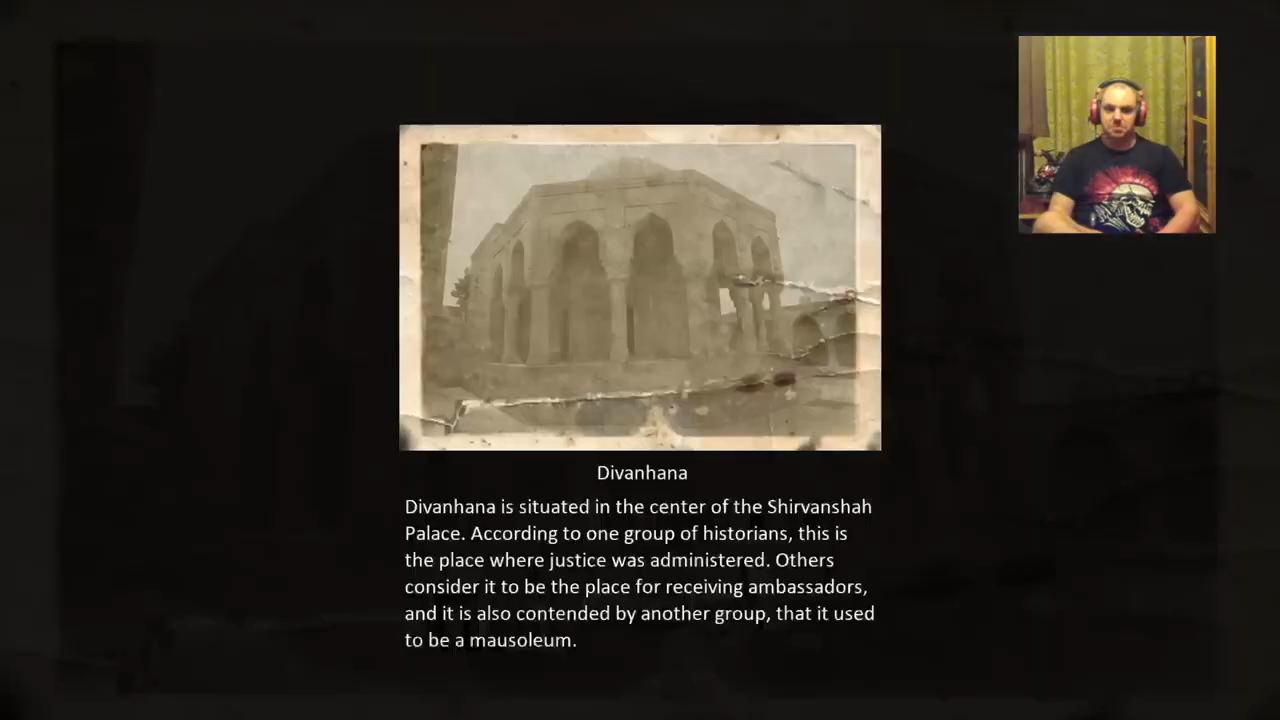 Divanhana
Divanhana is situated in the center of the Shirvanshah
Palace. According to one group of historians, this is
the place where justice was administered. Others
consider it to be the place for receiving ambassadors,
and it is also contended by another group, that it used
to be a mausoleum.